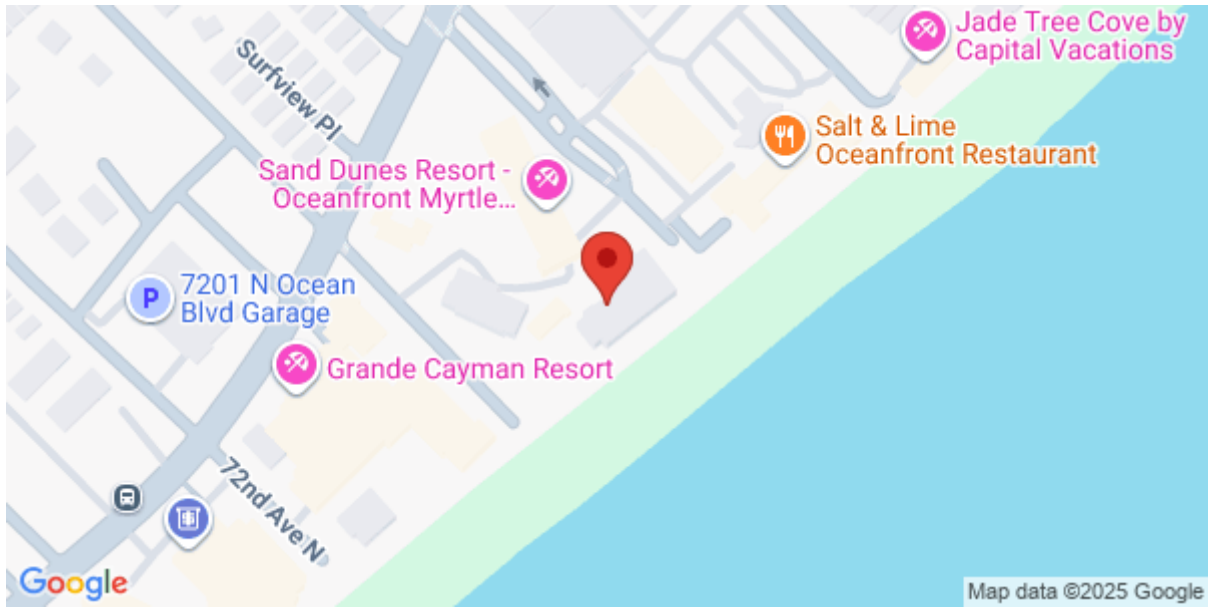 Jade Tree Cove by
Capital Vacations
Surfview Pl
Salt & Lime
Oceanfront Restaurant
Sand Dunes Resort -
Oceanfront Myrtle...
P
7201 N Ocean
Blvd Garage
Grande Cayman Resort
72nd Ave N
Google
Map data ©2025 Google